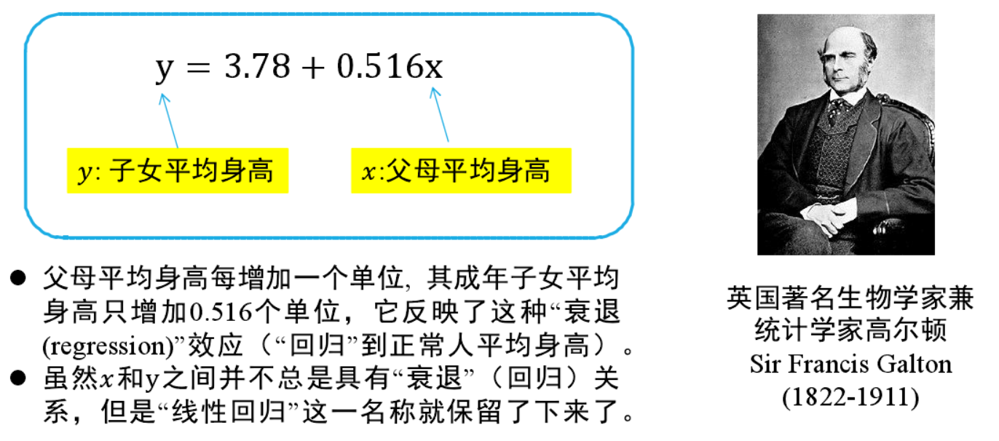 y = 3.78 + 0.516x
y: 子女平均身高
x:父母平均身高
父母平均身高每增加一个单位, 其成年子女平均
身高只增加0.516个单位，它反映了这种“衰退
(regression)”效应（“回归”到正常人平均身高）。
虽然x和y之间并不总是具有“衰退”（回归）关
系，但是“线性回归”这一名称就保留了下来了。
英国著名生物学家兼
统计学家高尔顿
Sir Francis Galton
(1822-1911)